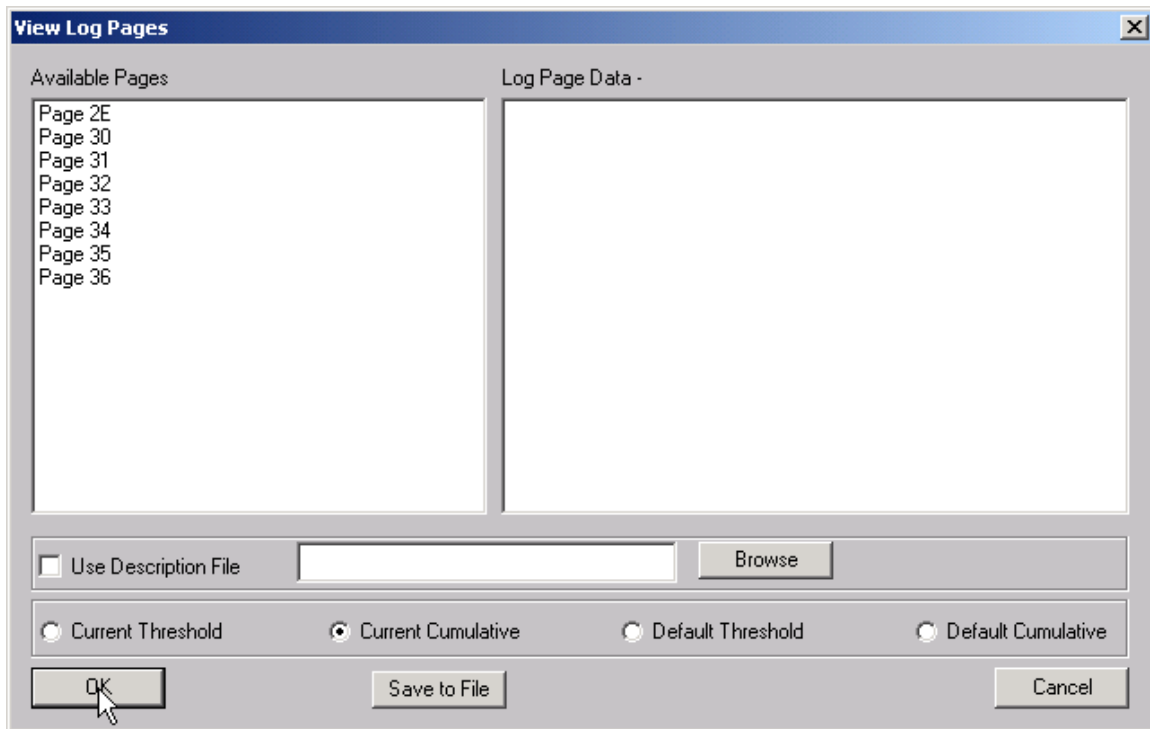 View Log Pages
Available Pages
Log Page Data -
Page 2E
Page 30
Page 31
Page 32
Page 33
Page 34
Page 35
Page 36
Use Description File
Browse
Current Threshold
Current Cumulative
Default Threshold
Default Cumulative
OK
Save to File
Cancel